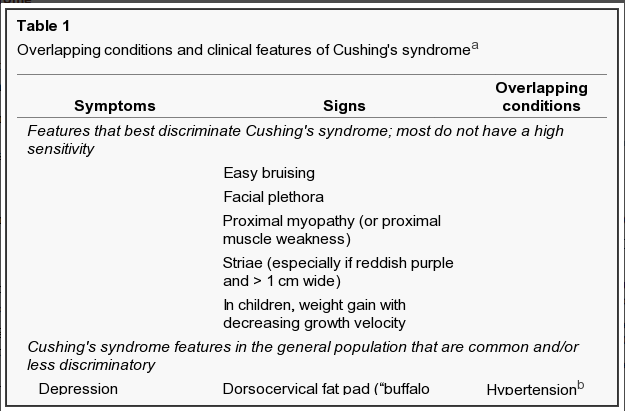 Table 1
Overlapping conditions and clinical features of Cushing's syndromea
Symptoms Signs Overlapping conditions
Features that best discriminate Cushing's syndrome; most do not have a high
sensitivity
Easy bruising
Facial plethora
Proximal myopathy (or proximal
muscle weakness)
Striae (especially if reddish purple
and > 1 cm wide)
In children, weight gain with
decreasing growth velocity
Cushing's syndrome features in the general population that are common and/or
less discriminatory
Depression Dorsocervical fat pad (“buffalo Hypertensionb